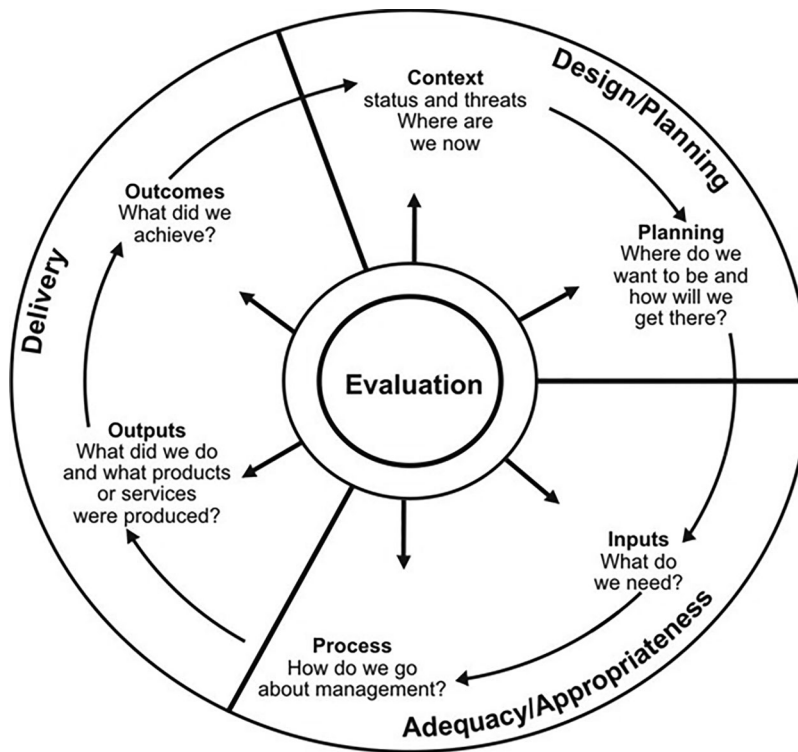 Design/Planning
Context
status and threats
Where are
we now
Planning
Where do we
want to be and
how will we
get there?
Inputs
What do
we need?
Adequacy/Appropriateness
Process
How do we go
about management?
Outputs
What did we do
and what products
or services
were produced?
Delivery
Outcomes
What did we
achieve?
Evaluation